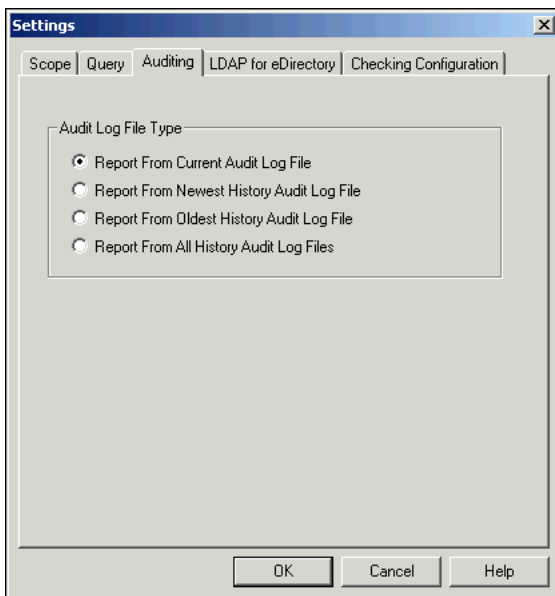 Settings
Scope Query Auditing LDAP for eDirectory Checking Configuration
Audit Log File Type
Report From Current Audit Log File
Report From Newest History Audit Log File
Report From Oldest History Audit Log File
Report From All History Audit Log Files
OK Cancel Help